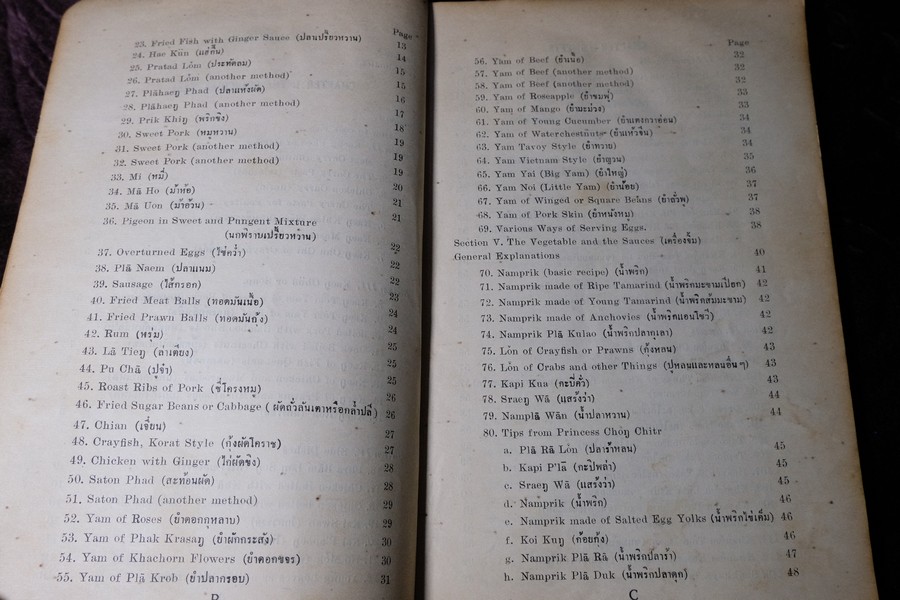 Page
23. Fried Fish with Ginger Sauce (ปลาเปรี้ยวหวาน) 13
24. Hae Kün (แฮ่กึ๊น) 14
25. Pratad Lôm (ประทัดลม) 15
26. Pratad Lôm (another method) 15
27. Plāhaeŋ Phad (ปลาแห้งผัด) 15
28. Plāhaeŋ Phad (another method) 16
29. Prik Khiŋ (พริกขิง) 17
30. Sweet Pork (หมูหวาน) 18
31. Sweet Pork (another method) 19
32. Sweet Pork (another method) 19
33. Mi (หมี่) 19
34. Mā Ho (ม้าห้อ) 20
35. Mā Uon (ม้าอ้วน) 21
36. Pigeon in Sweet and Pungent Mixture 21
(นกพิราบเปรี้ยวหวาน)
37. Overturned Eggs (ไข่คว่ำ) 22
38. Plā Naem (ปลาแนม) 22
39. Sausage (ไส้กรอก) 22
40. Fried Meat Balls (ทอดมันเนื้อ) 23
41. Fried Prawn Balls (ทอดมันกุ้ง) 24
42. Rum (หรุ่ม) 24
43. Lā Tieŋ (ล่าเตียง) 25
44. Pu Chā (ปูจ๋า) 25
45. Roast Ribs of Pork (ซี่โครงหมู) 25
46. Fried Sugar Beans or Cabbage (ผัดถั่วลันเตาหรือกล่ำปลี) 26
47. Chian (เจี๋ยน) 26
48. Crayfish, Korat Style (กุ้งผัดโคราช) 27
49. Chicken with Ginger (ไก่ผัดขิง) 27
50. Saton Phad (สะท้อนผัด) 28
51. Saton Phad (another method) 28
52. Yam of Roses (ยำดอกกุหลาบ) 29
53. Yam of Phak Krasaŋ (ยำผักกระสัง) 30
54. Yam of Khachorn Flowers (ยำดอกขจร) 30
55. Yam of Plā Krob (ยำปลากรอบ) 31
Page
56. Yam of Beef (ยำเนื้อ) 32
57. Yam of Beef (another method) 32
58. Yam of Beef (another method) 32
59. Yam of Roseapple (ยำชมพู่) 33
60. Yam of Mango (ยำมะม่วง) 33
61. Yam of Young Cucumber (ยำแตงกวาอ่อน) 34
62. Yam of Waterchestnuts (ยำแห้วจีน) 34
63. Yam Tavoy Style (ยำทวาย) 34
64. Yam Vietnam Style (ยำญวน) 35
65. Yam Yai (Big Yam) (ยำใหญ่) 36
66. Yam Noi (Little Yam) (ยำน้อย) 37
67. Yam of Winged or Square Beans (ยำถั่วพู) 37
68. Yam of Pork Skin (ยำหนังหมู) 38
69. Various Ways of Serving Eggs. 38
Section V. The Vegetable and the Sauces (เครื่องจิ้ม)
General Explanations 40
70. Namprik (basic recipe) (น้ำพริก) 41
71. Namprik made of Ripe Tamarind (น้ำพริกมะขามเปียก) 42
72. Namprik made of Young Tamarind (น้ำพริกส้มมะขาม) 42
73. Namprik made of Anchovies (น้ำพริกแอนโชวี่) 42
74. Namprik Plā Kulao (น้ำพริกปลากุเลา) 42
75. Lòn of Crayfish or Prawns (กุ้งหลน) 43
76. Lòn of Crabs and other Things (ปูหลนและหลนอื่นๆ) 43
77. Kapi Kua (กะปิคั่ว) 43
78. Sraeŋ Wā (แสร้งว่า) 44
79. Namplā Wān (น้ำปลาหวาน) 44
80. Tips from Princess Chòŋ Chitr
a. Plā Rā Lòn (ปลาร้าหลน) 45
b. Kapi P'lā (กะปิพล่า) 45
c. Sraeŋ Wā (แสร้งว่า) 45
d. Namprik (น้ำพริก) 46
e. Namprik made of Salted Egg Yolks (น้ำพริกไข่เค็ม) 46
f. Koi Kuŋ (ก้อยกุ้ง) 46
g. Namprik Plā Rā (น้ำพริกปลาร้า) 47
h. Namprik Plā Duk (น้ำพริกปลาดุก) 48
C